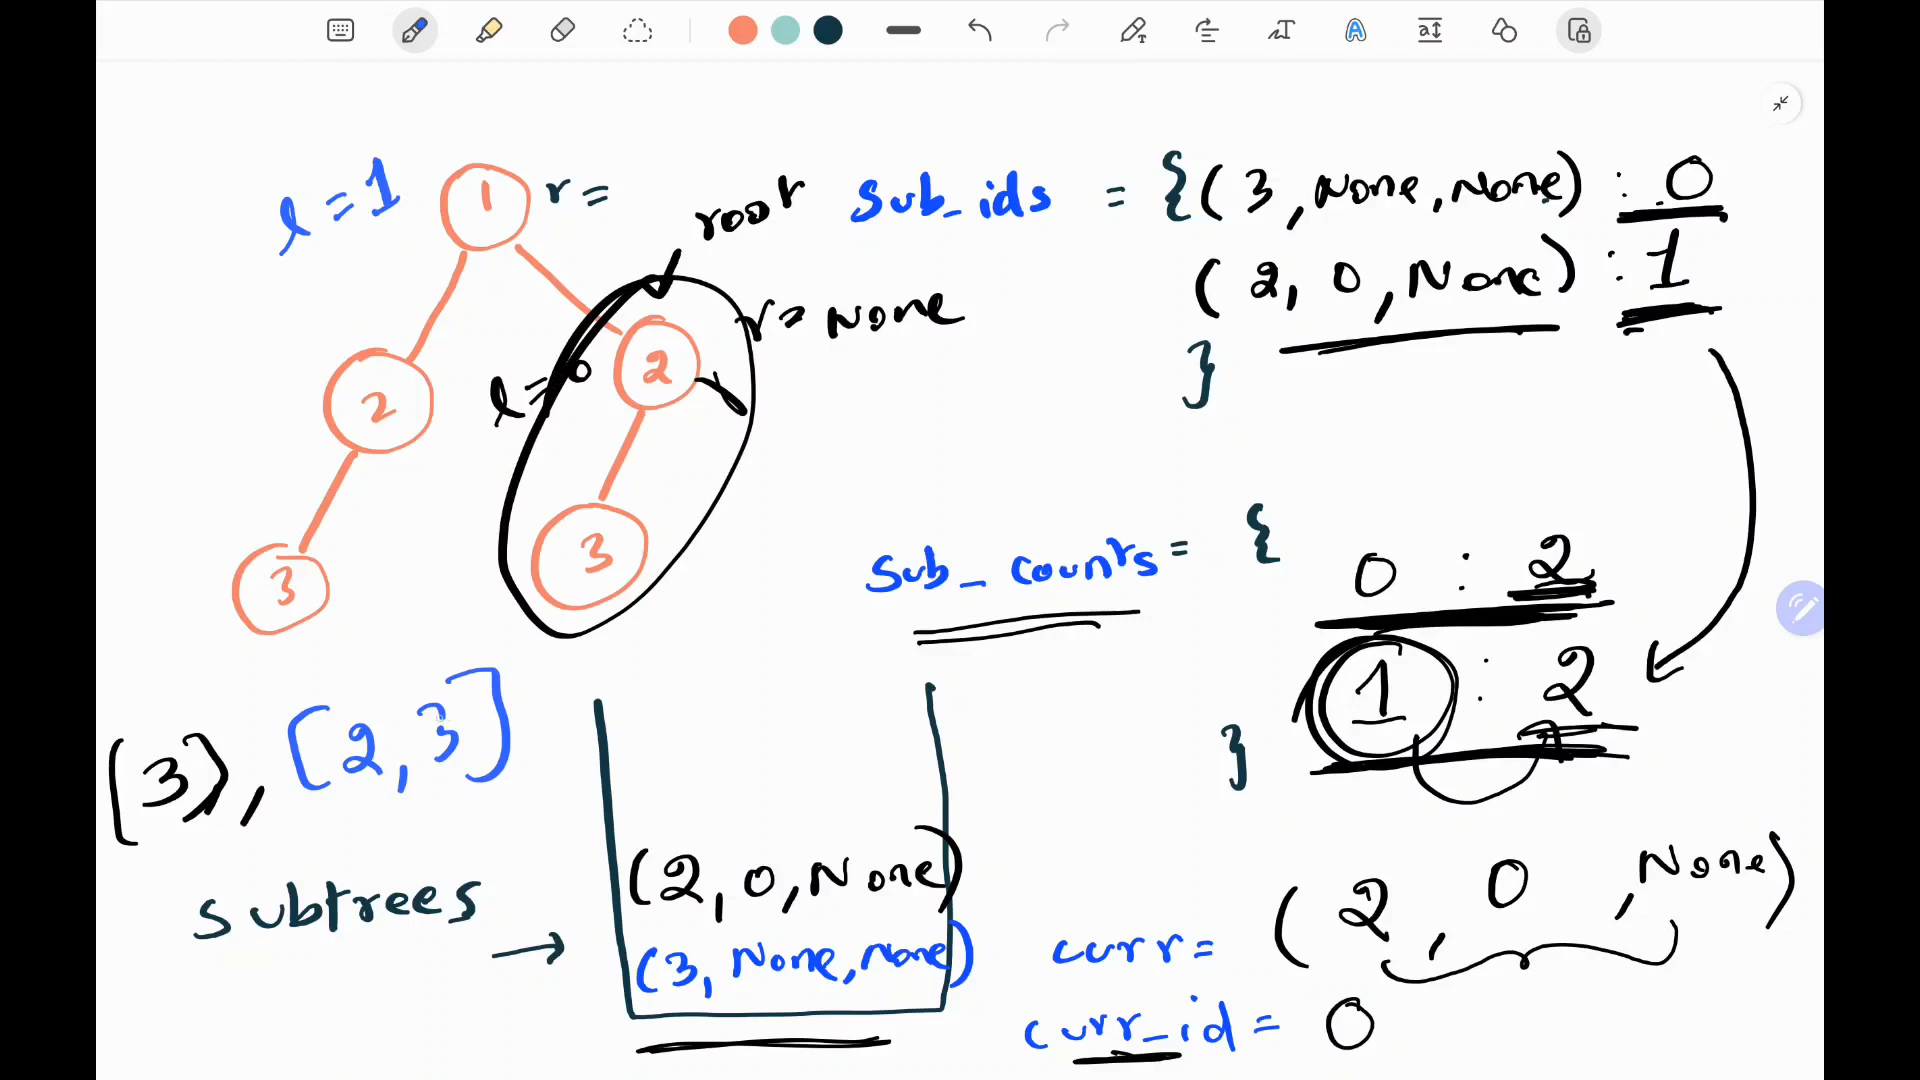 l = 1
1
r =
root
2
l = 0
2
r = None
3
3
sub_ids = { (3, None, None) : 0
(2, 0, None) : 1
}
sub_counts = {
0 : 2
1 : 2
}
[3], [2, 3]
subtrees →
(2, 0, None)
(3, None, None)
curr = (2, 0, None)
curr_id = 0